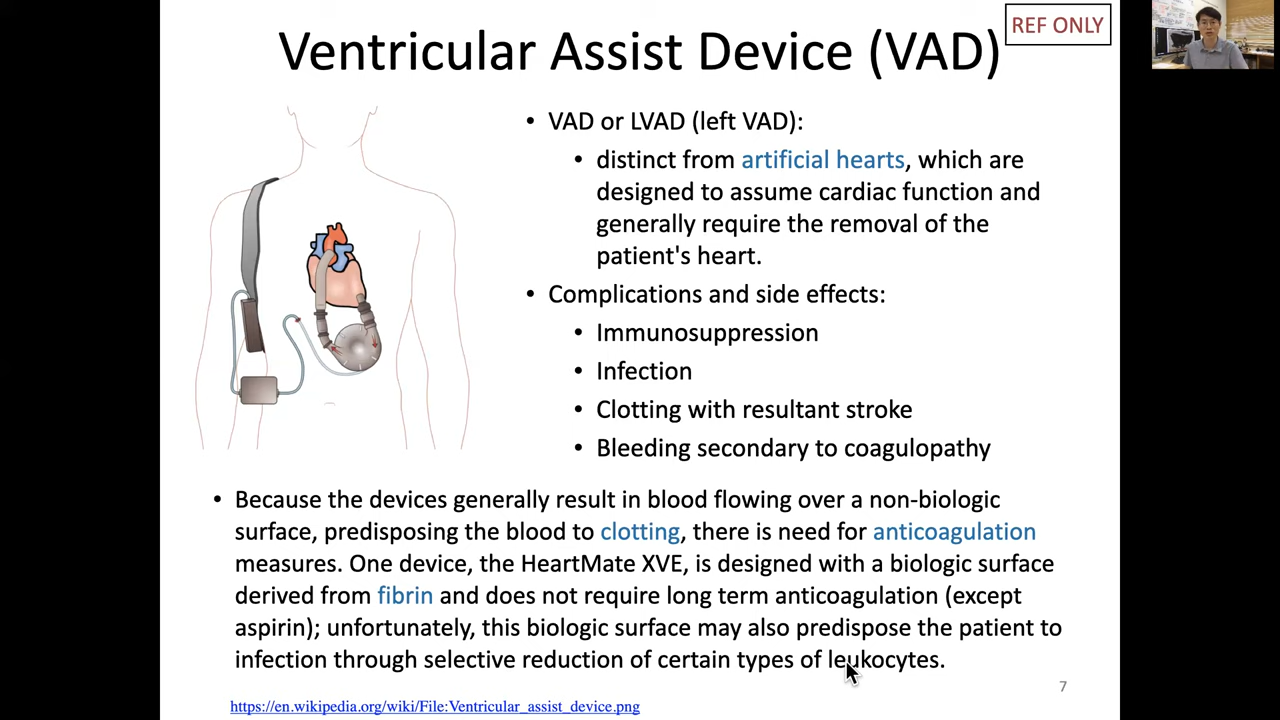 REF ONLY
Ventricular Assist Device (VAD)
• VAD or LVAD (left VAD):
• distinct from artificial hearts, which are
designed to assume cardiac function and
generally require the removal of the
patient's heart.
• Complications and side effects:
• Immunosuppression
• Infection
• Clotting with resultant stroke
• Bleeding secondary to coagulopathy
• Because the devices generally result in blood flowing over a non-biologic
surface, predisposing the blood to clotting, there is need for anticoagulation
measures. One device, the HeartMate XVE, is designed with a biologic surface
derived from fibrin and does not require long term anticoagulation (except
aspirin); unfortunately, this biologic surface may also predispose the patient to
infection through selective reduction of certain types of leukocytes.
7
https://en.wikipedia.org/wiki/File:Ventricular_assist_device.png